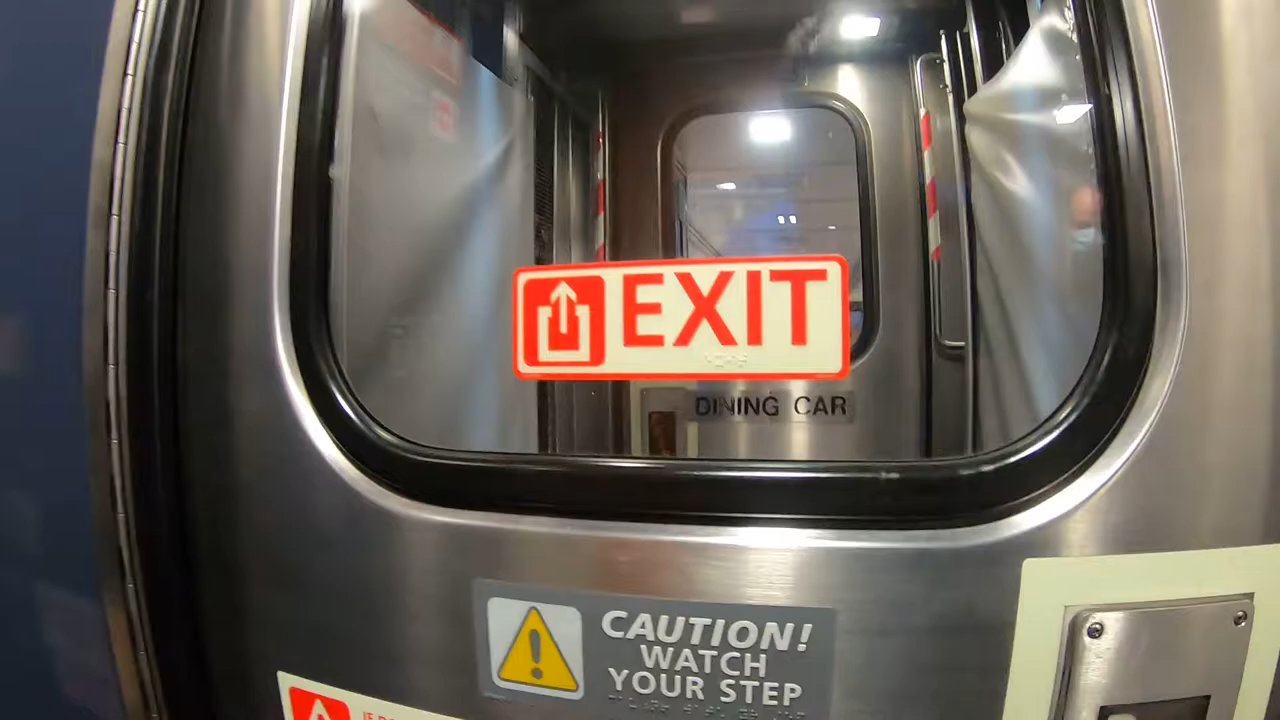 EXIT
DINING CAR
CAUTION!
WATCH
YOUR STEP